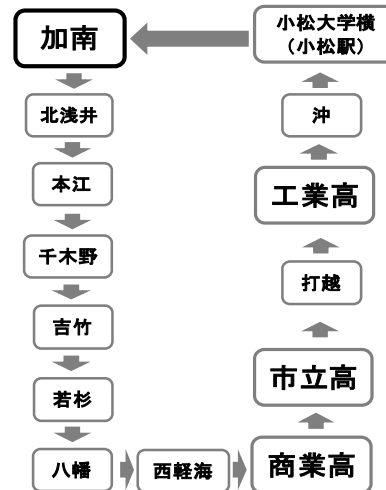 加南
北浅井
本江
千木野
吉竹
若杉
八幡
西軽海
商業高
市立高
打越
工業高
沖
小松大学横
（小松駅）